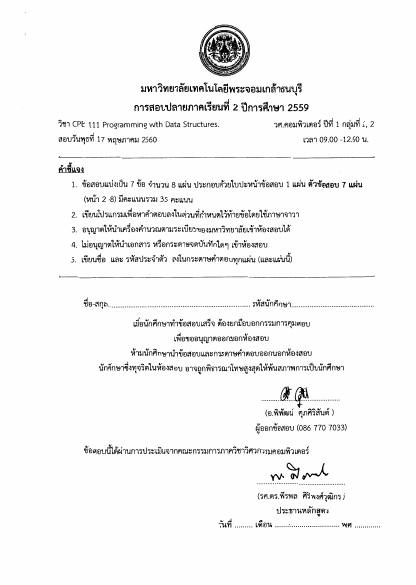 มหาวิทยาลัยเทคโนโลยีพระจอมเกล้าธนบุรี
การสอบปลายภาคเรียนที่ 2 ปีการศึกษา 2559
วิชา CPE 111 Programming with Data Structures. วศ.คอมพิวเตอร์ ปีที่ 1 กลุ่มที่ 1, 2
สอบวันพุธที่ 17 พฤษภาคม 2560 เวลา 09.00 -12.00 น.
คำชี้แจง
1. ข้อสอบแบ่งเป็น 7 ข้อ จำนวน 8 แผ่น ประกอบด้วยใบปะหน้าข้อสอบ 1 แผ่น ตัวข้อสอบ 7 แผ่น
(หน้า 2 -8) มีคะแนนรวม 35 คะแนน
2. เขียนโปรแกรมเพื่อหาคำตอบลงในส่วนที่กำหนดไว้ท้ายข้อโดยใช้ภาษาจาวา
3. อนุญาตให้นำเครื่องคำนวณตามระเบียบของมหาวิทยาลัยเข้าห้องสอบได้
4. ไม่อนุญาตให้นำเอกสาร หรือกระดาษจดบันทึกใดๆ เข้าห้องสอบ
5. เขียนชื่อ และ รหัสประจำตัว ลงในกระดาษคำตอบทุกแผ่น (และแผ่นนี้)
ชื่อ-สกุล.................................................... รหัสนักศึกษา..............................
เมื่อนักศึกษาทำข้อสอบเสร็จ ต้องยกมือบอกกรรมการคุมสอบ
เพื่อขออนุญาตออกนอกห้องสอบ
ห้ามนักศึกษานำข้อสอบและกระดาษคำตอบออกนอกห้องสอบ
นักศึกษาซึ่งทุจริตในห้องสอบ อาจถูกพิจารณาโทษสูงสุดให้พ้นสภาพการเป็นนักศึกษา
(อ.พิพัฒน์ ศุภศิริสันต์ )
ผู้ออกข้อสอบ (086 770 7033)
ข้อสอบนี้ได้ผ่านการประเมินจากคณะกรรมการภาควิชาวิศวกรรมคอมพิวเตอร์
(รศ.ดร.พีรพล ศิริพงศ์วุฒิกร )
ประธานหลักสูตร
วันที่ ......... เดือน ............................ พศ .............